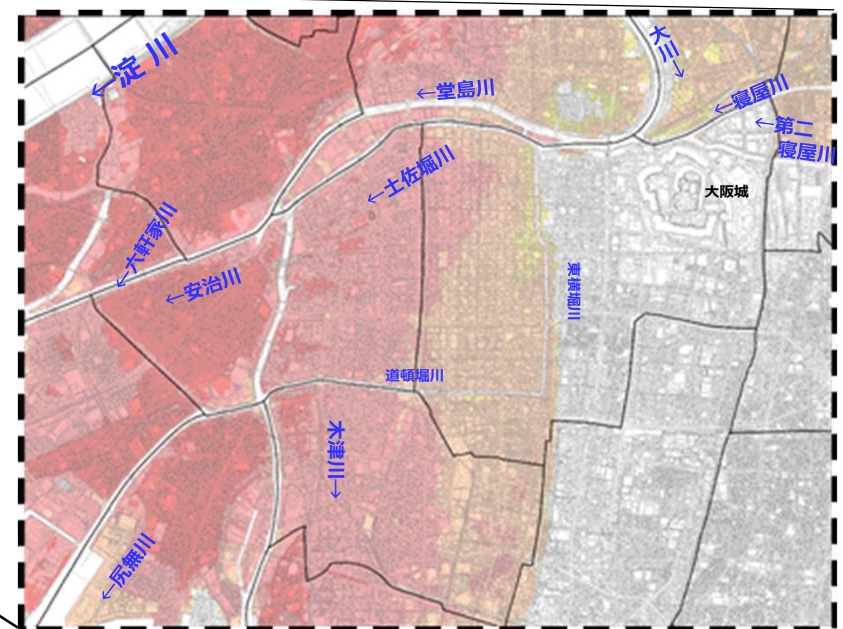 ←淀川
大川→
←堂島川
←寝屋川
←第二
寝屋川
←土佐堀川
大阪城
←六軒家川
←安治川
東横堀川
道頓堀川
木津川→
←尻無川